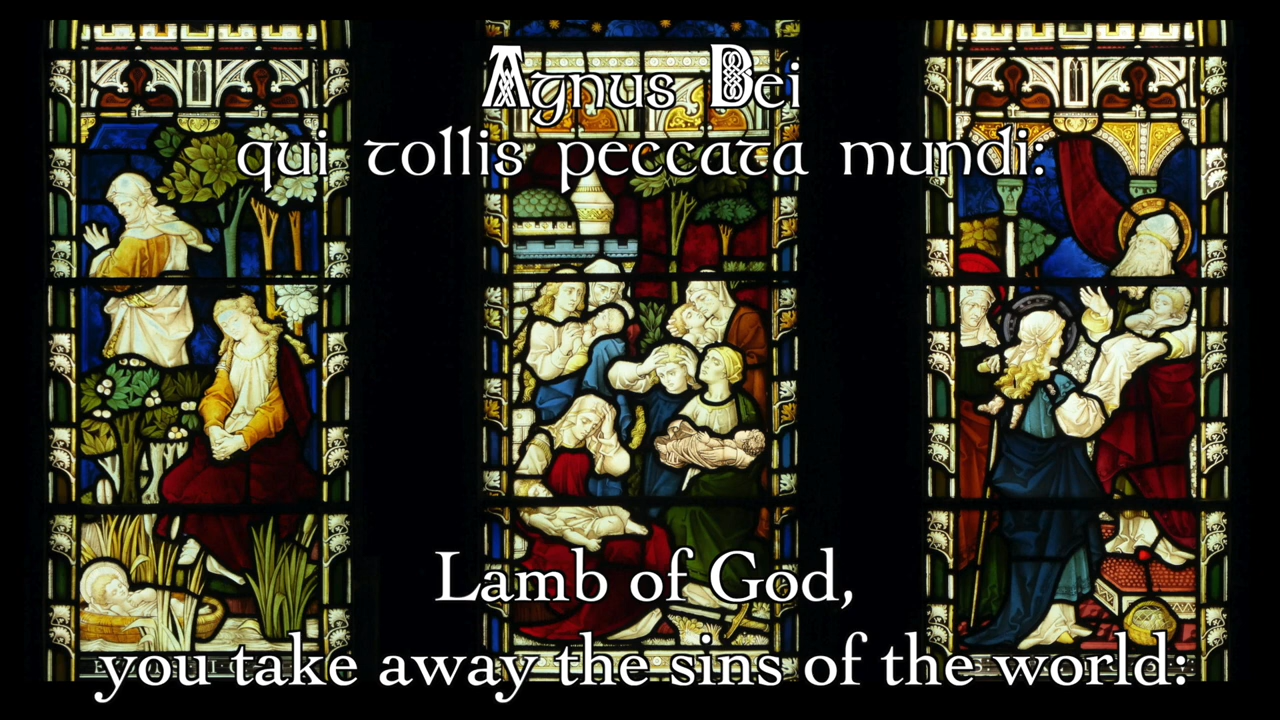 Agnus Dei
qui tollis peccata mundi:
Lamb of God,
you take away the sins of the world: